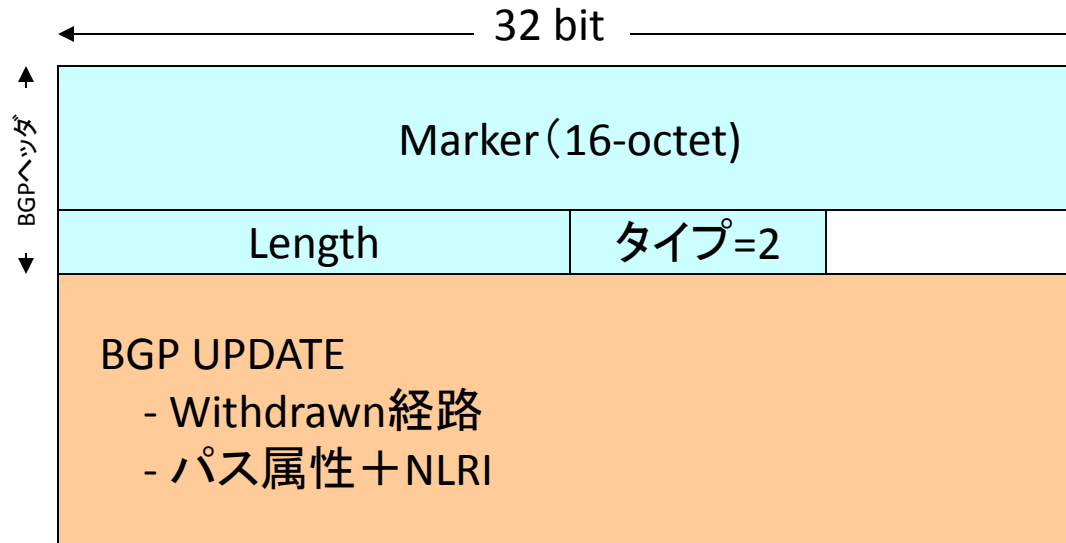 32 bit
BGPヘッダ
Marker（16-octet)
Length
タイプ=2
BGP UPDATE
- Withdrawn経路
- パス属性＋NLRI